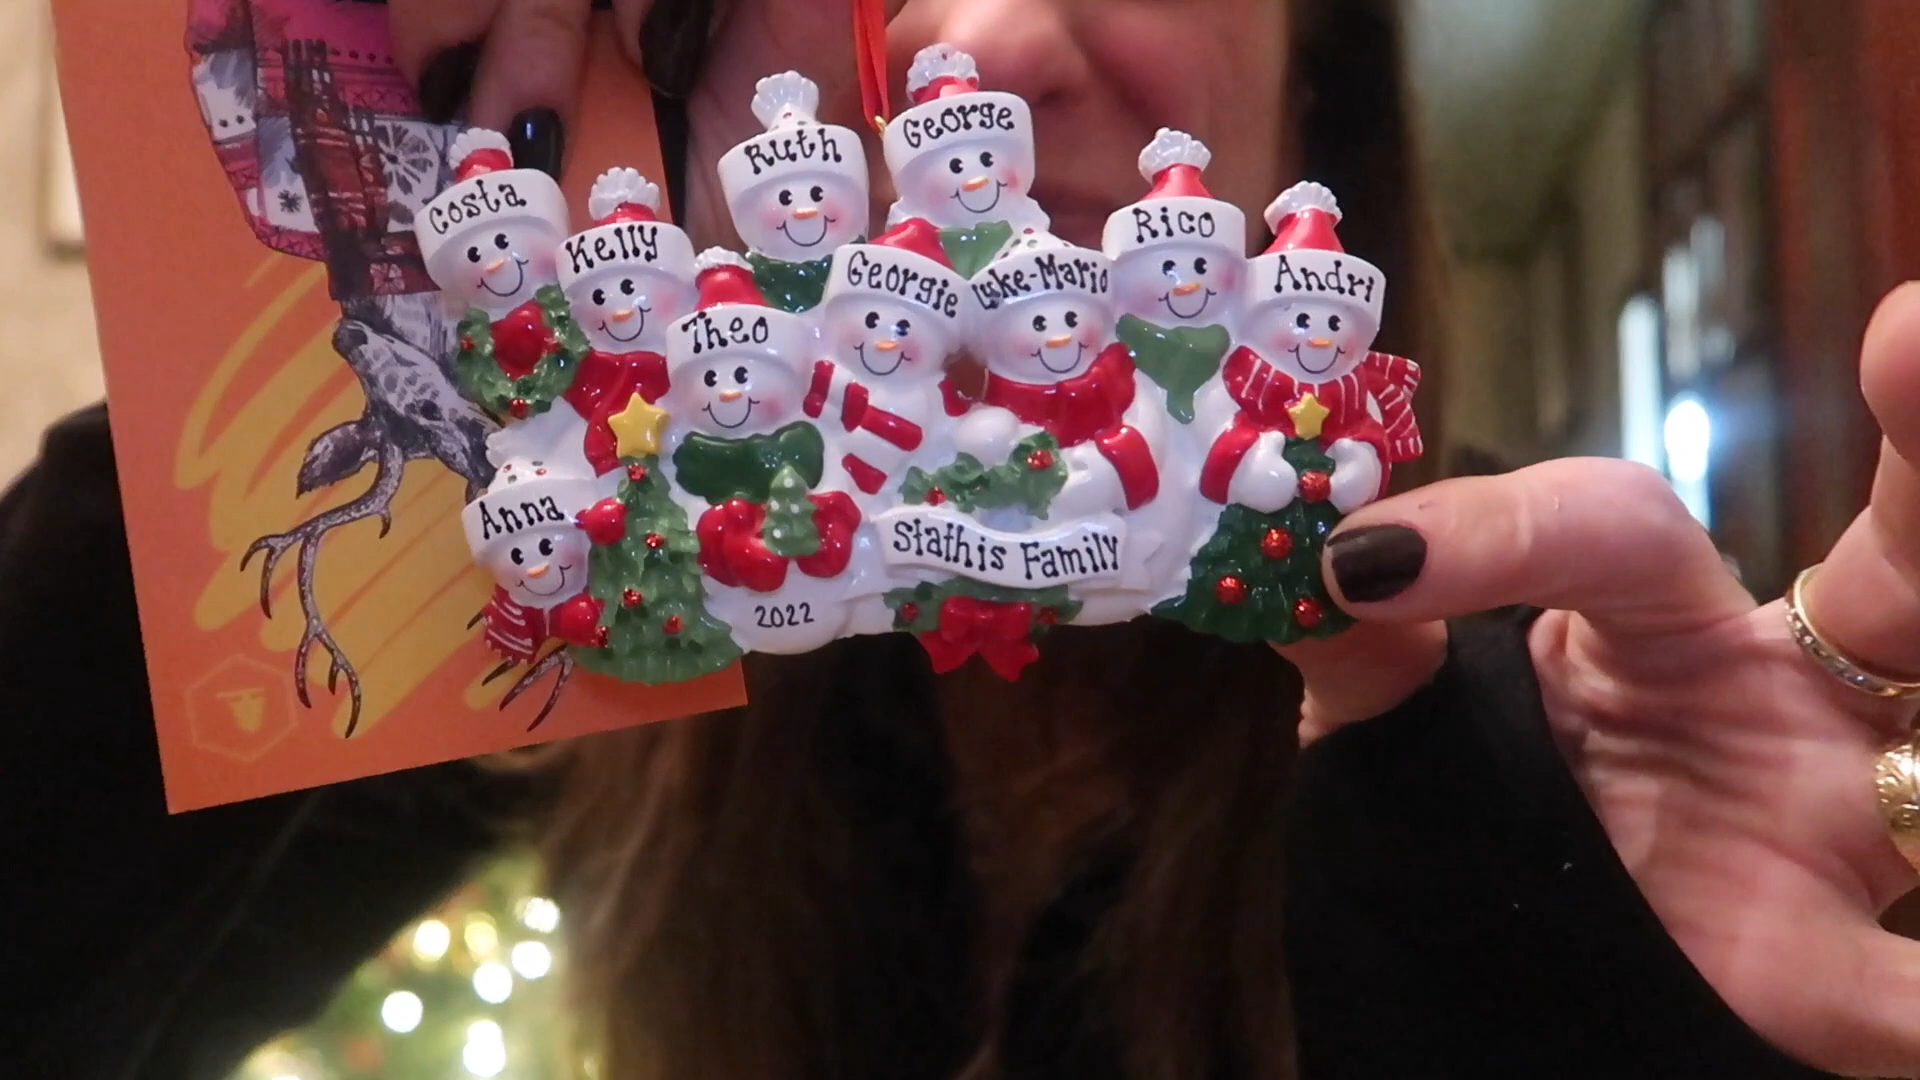 Costa
Kelly
Ruth
George
Rico
Andri
Theo
Georgie
Luke-Mario
Anna
Stathis Family
2022